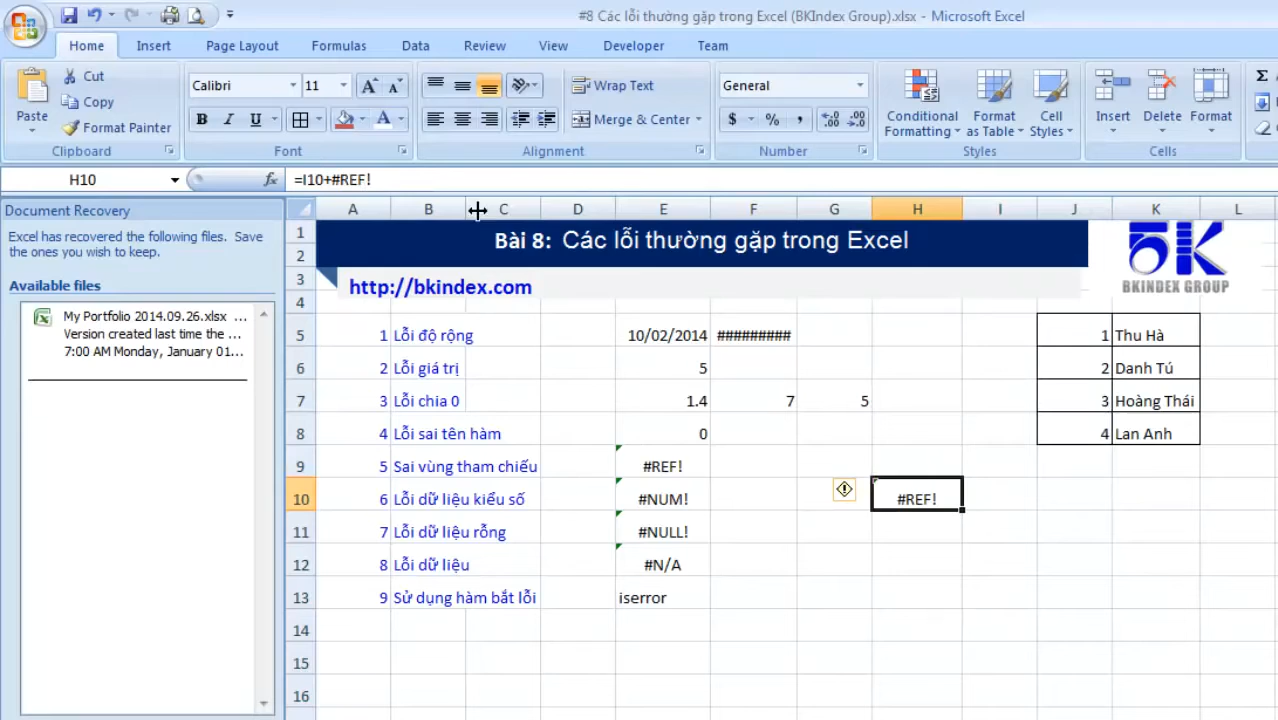 #8 Các lỗi thường gặp trong Excel (BKIndex Group).xlsx - Microsoft Excel
Home Insert Page Layout Formulas Data Review View Developer Team
Paste
Cut
Copy
Format Painter
Calibri 11
B I U
A A
Wrap Text
Merge & Center
General
$ % ,
Conditional Formatting
Format as Table
Cell Styles
Insert Delete Format
Σ
Clipboard Font Alignment Number Styles Cells
H10 fx =I10+#REF!
Document Recovery
Excel has recovered the following files. Save
the ones you wish to keep.
Available files
My Portfolio 2014.09.26.xlsx ...
Version created last time the ...
7:00 AM Monday, January 01...
A B C D E F G H I J K L
1
Bài 8: Các lỗi thường gặp trong Excel
2
3 http://bkindex.com
5K
BKINDEX GROUP
4
5 1 Lỗi độ rộng 10/02/2014 ######### 1 Thu Hà
6 2 Lỗi giá trị 5 2 Danh Tú
7 3 Lỗi chia 0 1.4 7 5 3 Hoàng Thái
8 4 Lỗi sai tên hàm 0 4 Lan Anh
9 5 Sai vùng tham chiếu #REF!
10 6 Lỗi dữ liệu kiểu số #NUM! #REF!
11 7 Lỗi dữ liệu rỗng #NULL!
12 8 Lỗi dữ liệu #N/A
13 9 Sử dụng hàm bắt lỗi iserror
14
15
16